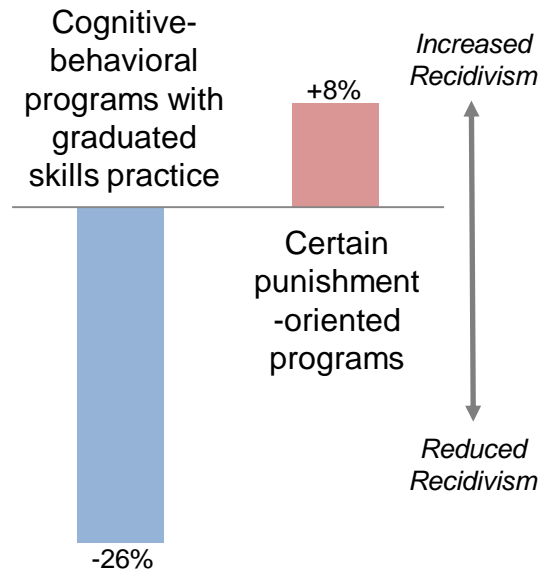 Cognitive-
behavioral
programs with
graduated
skills practice
+8%
Increased
Recidivism
Certain
punishment
-oriented
programs
Reduced
Recidivism
-26%